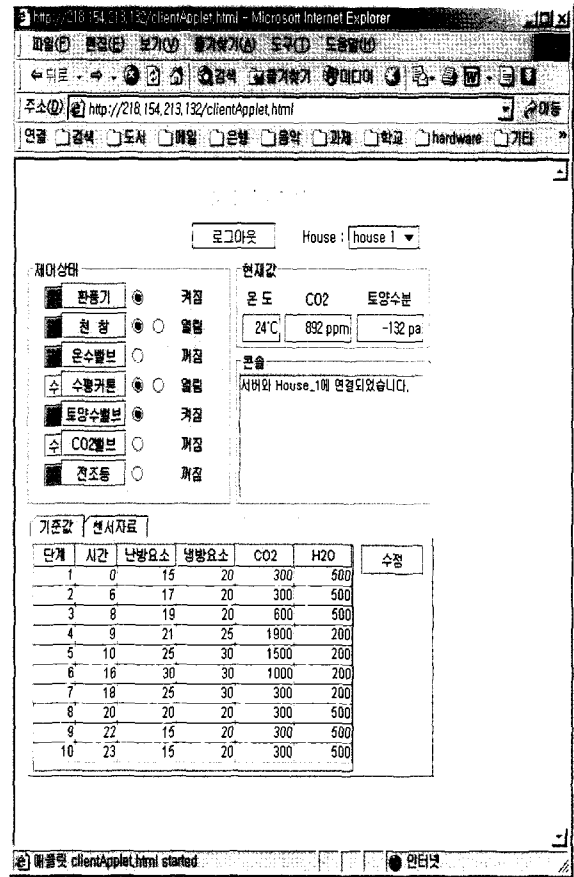 http://218.154.213.132/clientApplet.html - Microsoft Internet Explorer
파일(F) 편집(E) 보기(V) 즐겨찾기(A) 도구(T) 도움말(H)
뒤로 검색 즐겨찾기 미디어
주소(D) http://218.154.213.132/clientApplet.html 이동
연결 검색 도서 메일 은행 음악 과제 학교 hardware 기타 »
로그아웃 House : house 1
제어상태
환풍기 켜짐
천 창 열림
온수밸브 꺼짐
수 수평커튼 열림
토양수밸브 켜짐
수 CO2밸브 꺼짐
전조등 꺼짐
현재값
온 도 CO2 토양수분
24℃ 892 ppm -132 pa
콘솔
서버와 House_1에 연결되었습니다.
기준값 센서자료
단계 시간 난방요소 냉방요소 CO2 H2O 수정
1 0 15 20 300 500
2 6 17 20 300 500
3 8 19 20 600 500
4 9 21 25 1900 200
5 10 25 30 1500 200
6 16 30 30 1000 200
7 18 25 30 300 200
8 20 20 20 300 500
9 22 15 20 300 500
10 23 15 20 300 500
애플릿 clientApplet.html started 인터넷